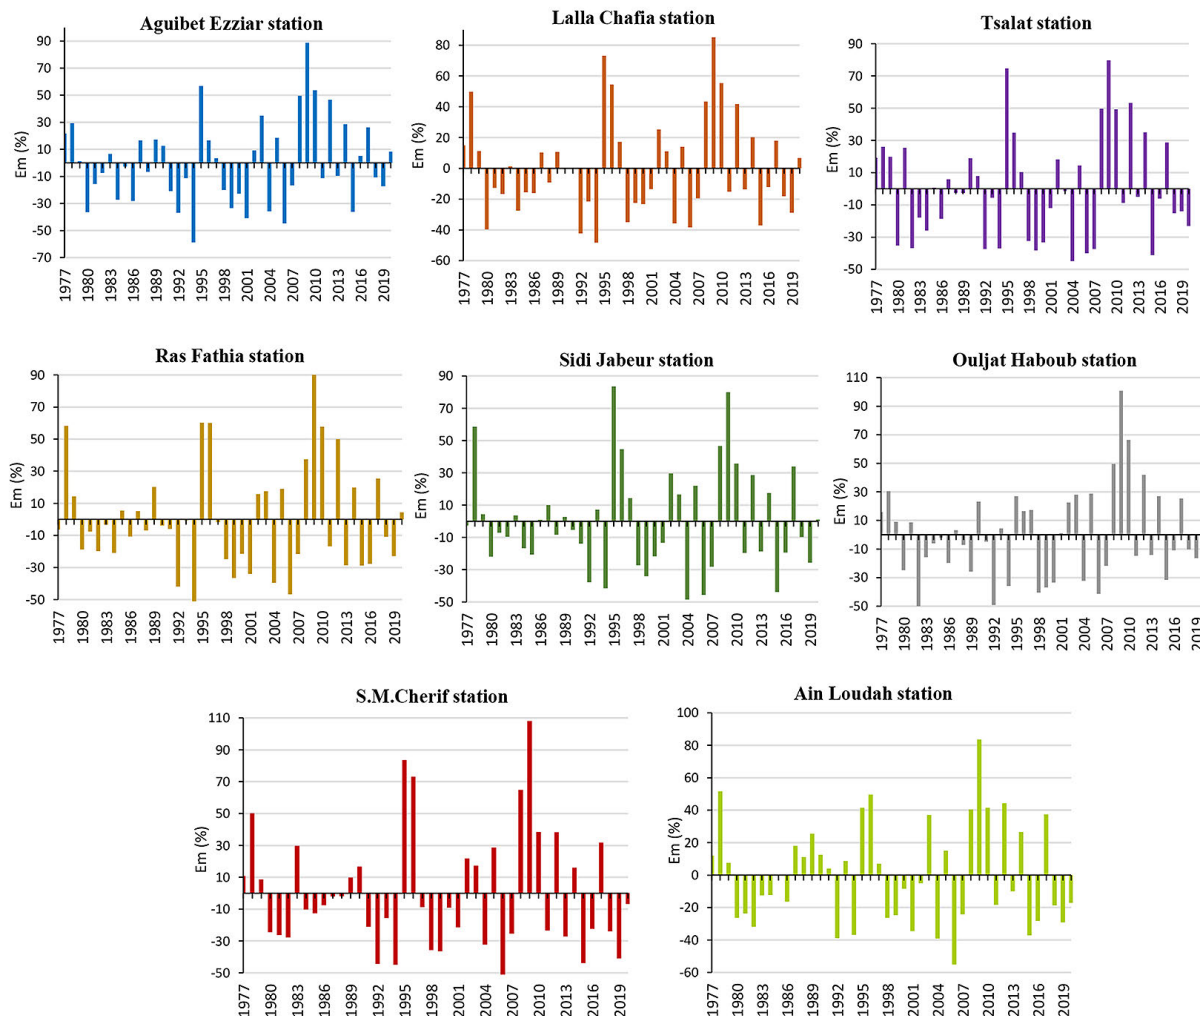 Aguibet Ezziar station
Em (%)
90
70
50
30
10
-10
-30
-50
-70
1977 1980 1983 1986 1989 1992 1995 1998 2001 2004 2007 2010 2013 2016 2019
Lalla Chafia station
Em (%)
80
60
40
20
0
-20
-40
-60
1977 1980 1983 1986 1989 1992 1995 1998 2001 2004 2007 2010 2013 2016 2019
Tsalat station
Em (%)
90
70
50
30
10
-10
-30
-50
1977 1980 1983 1986 1989 1992 1995 1998 2001 2004 2007 2010 2013 2016 2019
Ras Fathia station
Em (%)
90
70
50
30
10
-10
-30
-50
1977 1980 1983 1986 1989 1992 1995 1998 2001 2004 2007 2010 2013 2016 2019
Sidi Jabeur station
Em (%)
90
70
50
30
10
-10
-30
-50
1977 1980 1983 1986 1989 1992 1995 1998 2001 2004 2007 2010 2013 2016 2019
Ouljat Haboub station
Em (%)
110
90
70
50
30
10
-10
-30
-50
1977 1980 1983 1986 1989 1992 1995 1998 2001 2004 2007 2010 2013 2016 2019
S.M.Cherif station
Em (%)
110
90
70
50
30
10
-10
-30
-50
1977 1980 1983 1986 1989 1992 1995 1998 2001 2004 2007 2010 2013 2016 2019
Ain Loudah station
Em (%)
100
80
60
40
20
0
-20
-40
-60
1977 1980 1983 1986 1989 1992 1995 1998 2001 2004 2007 2010 2013 2016 2019